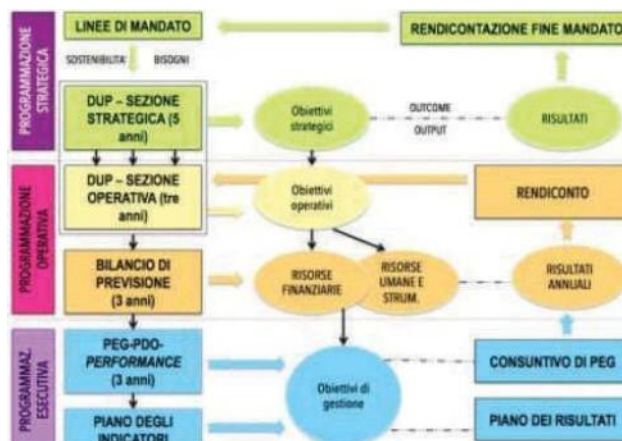 PROGRAMMAZIONE
STRATEGICA
LINEE DI MANDATO
RENDICONTAZIONE FINE MANDATO
SOSTENIBILITA'
BISOGNI
DUP – SEZIONE
STRATEGICA (5
anni)
Obiettivi
strategici
OUTCOME
OUTPUT
RISULTATI
PROGRAMMAZIONE
OPERATIVA
DUP – SEZIONE
OPERATIVA (tre
anni)
Obiettivi
operativi
RENDICONTO
BILANCIO DI
PREVISIONE
(3 anni)
RISORSE
FINANZIARIE
RISORSE
UMANE E
STRUM.
RISULTATI
ANNUALI
PROGRAMMAZ.
ESECUTIVA
PEG-PDO-
PERFORMANCE
(3 anni)
Obiettivi di
gestione
CONSUNTIVO DI PEG
PIANO DEGLI
INDICATORI
PIANO DEI RISULTATI